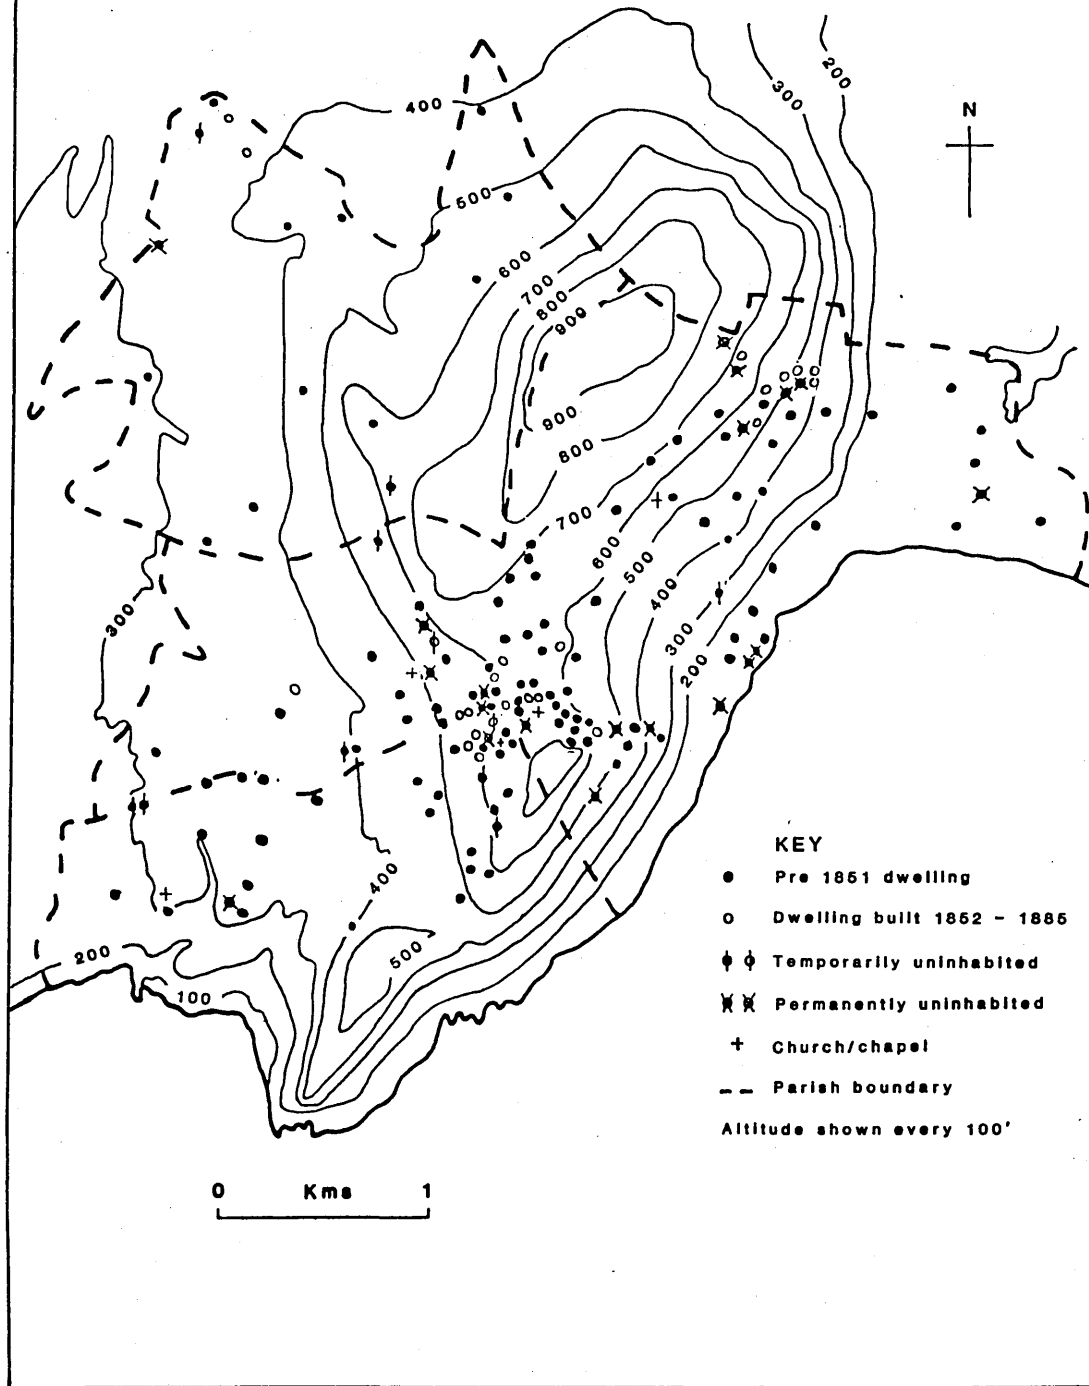 200
300
400
N
500
600
700
800
900
900
800
700
600
500
400
300
300
200
KEY
Pre 1851 dwelling
400
Dwelling built 1852 - 1885
200
500
Temporarily uninhabited
100
Permanently uninhabited
Church/chapel
Parish boundary
Altitude shown every 100'
0 Kms 1